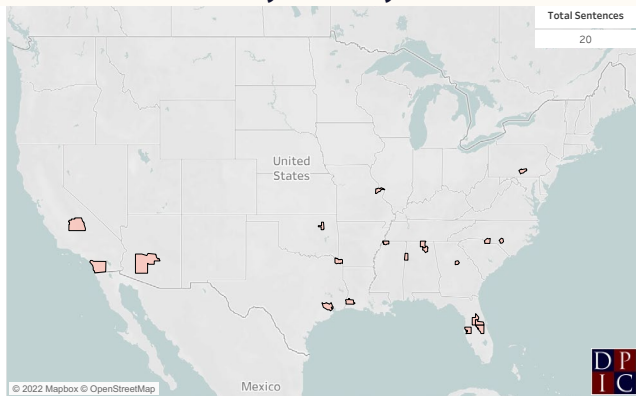 Total Sentences
20
United
States
Mexico
© 2022 Mapbox © OpenStreetMap
D P
I C